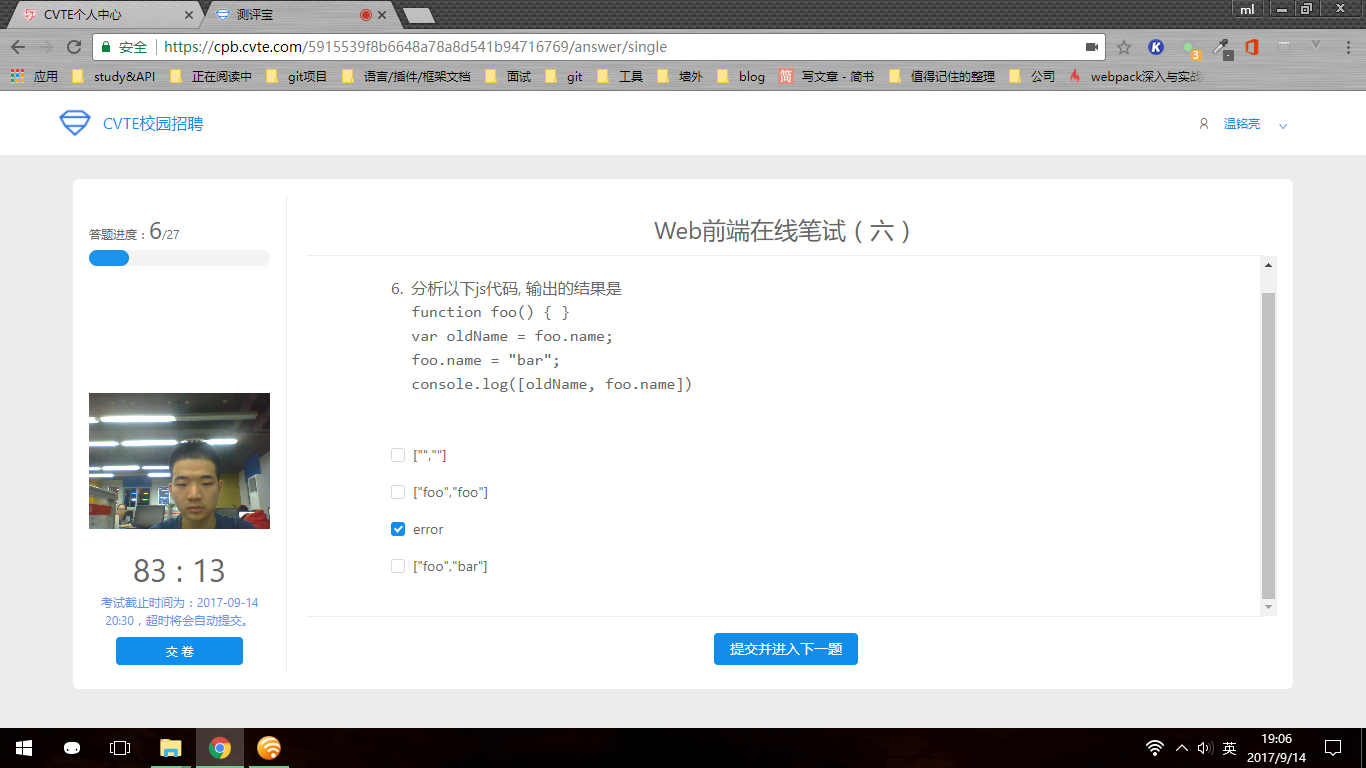 CVTE个人中心
测评宝
ml
安全
https://cpb.cvte.com/5915539f8b6648a78a8d541b94716769/answer/single
K
3
应用
study&API
正在阅读中
git项目
语言/插件/框架文档
面试
git
工具
墙外
blog
简 写文章 - 简书
值得记住的整理
公司
webpack深入与实战
CVTE校园招聘
温铭亮
答题进度：6/27
83 : 13
考试截止时间为：2017-09-14
20:30，超时将会自动提交。
交 卷
Web前端在线笔试（六）
6. 分析以下js代码, 输出的结果是
function foo() { }
var oldName = foo.name;
foo.name = "bar";
console.log([oldName, foo.name])
["",""]
["foo","foo"]
error
["foo","bar"]
提交并进入下一题
英
19:06
2017/9/14